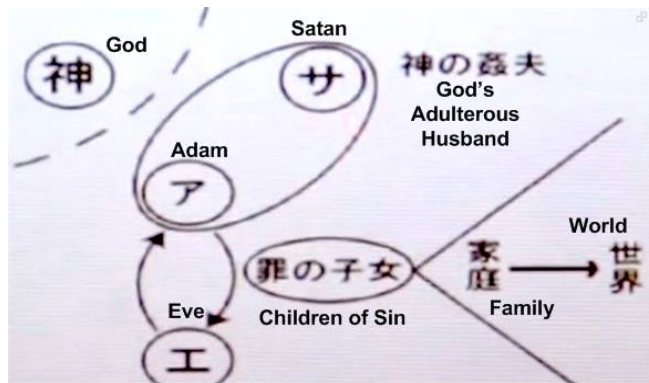 Satan
God
神
サ
神の姦夫
God's
Adulterous
Husband
Adam
ア
World
罪の子女
家庭
世界
Eve
Children of Sin
Family
エ